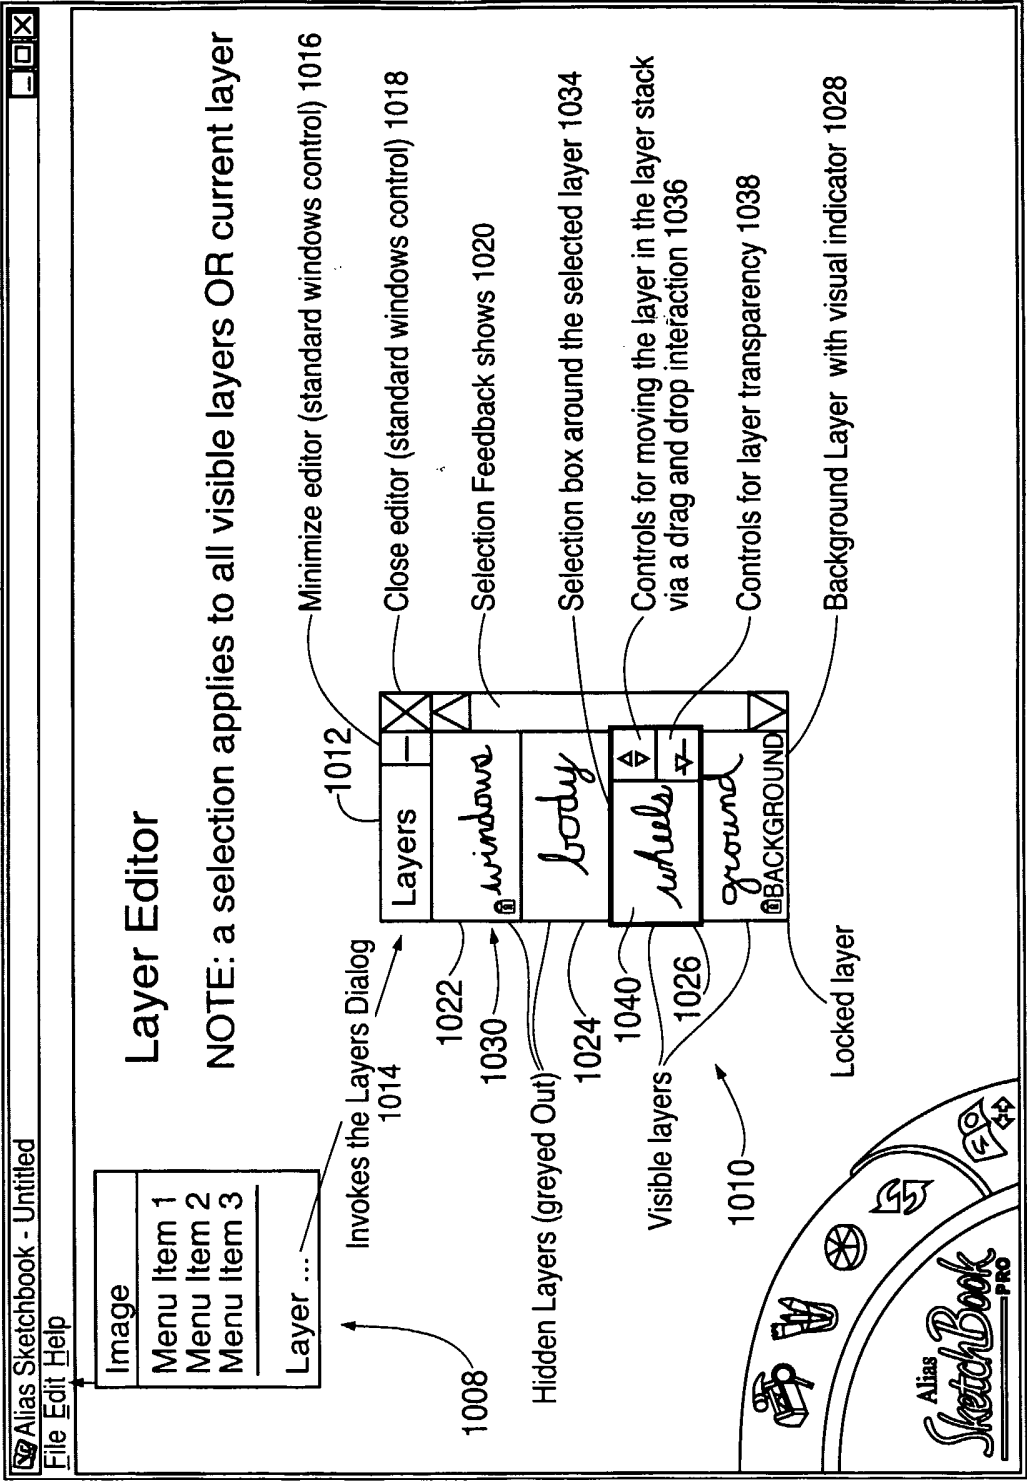 Alias Sketchbook - Untitled
File Edit Help
Image
Menu Item 1
Menu Item 2
Menu Item 3
Layer ...
1008
Layer Editor
NOTE: a selection applies to all visible layers OR current layer
Invokes the Layers Dialog
1014
1012
Minimize editor (standard windows control) 1016
Close editor (standard windows control) 1018
Layers
1022
windows
Selection Feedback shows 1020
1030
Hidden Layers (greyed Out)
body
1024
Selection box around the selected layer 1034
1040
wheels
Controls for moving the layer in the layer stack
via a drag and drop interaction 1036
Visible layers
1026
Controls for layer transparency 1038
ground
BACKGROUND
1010
Locked layer
Background Layer with visual indicator 1028
Alias
SketchBook
PRO